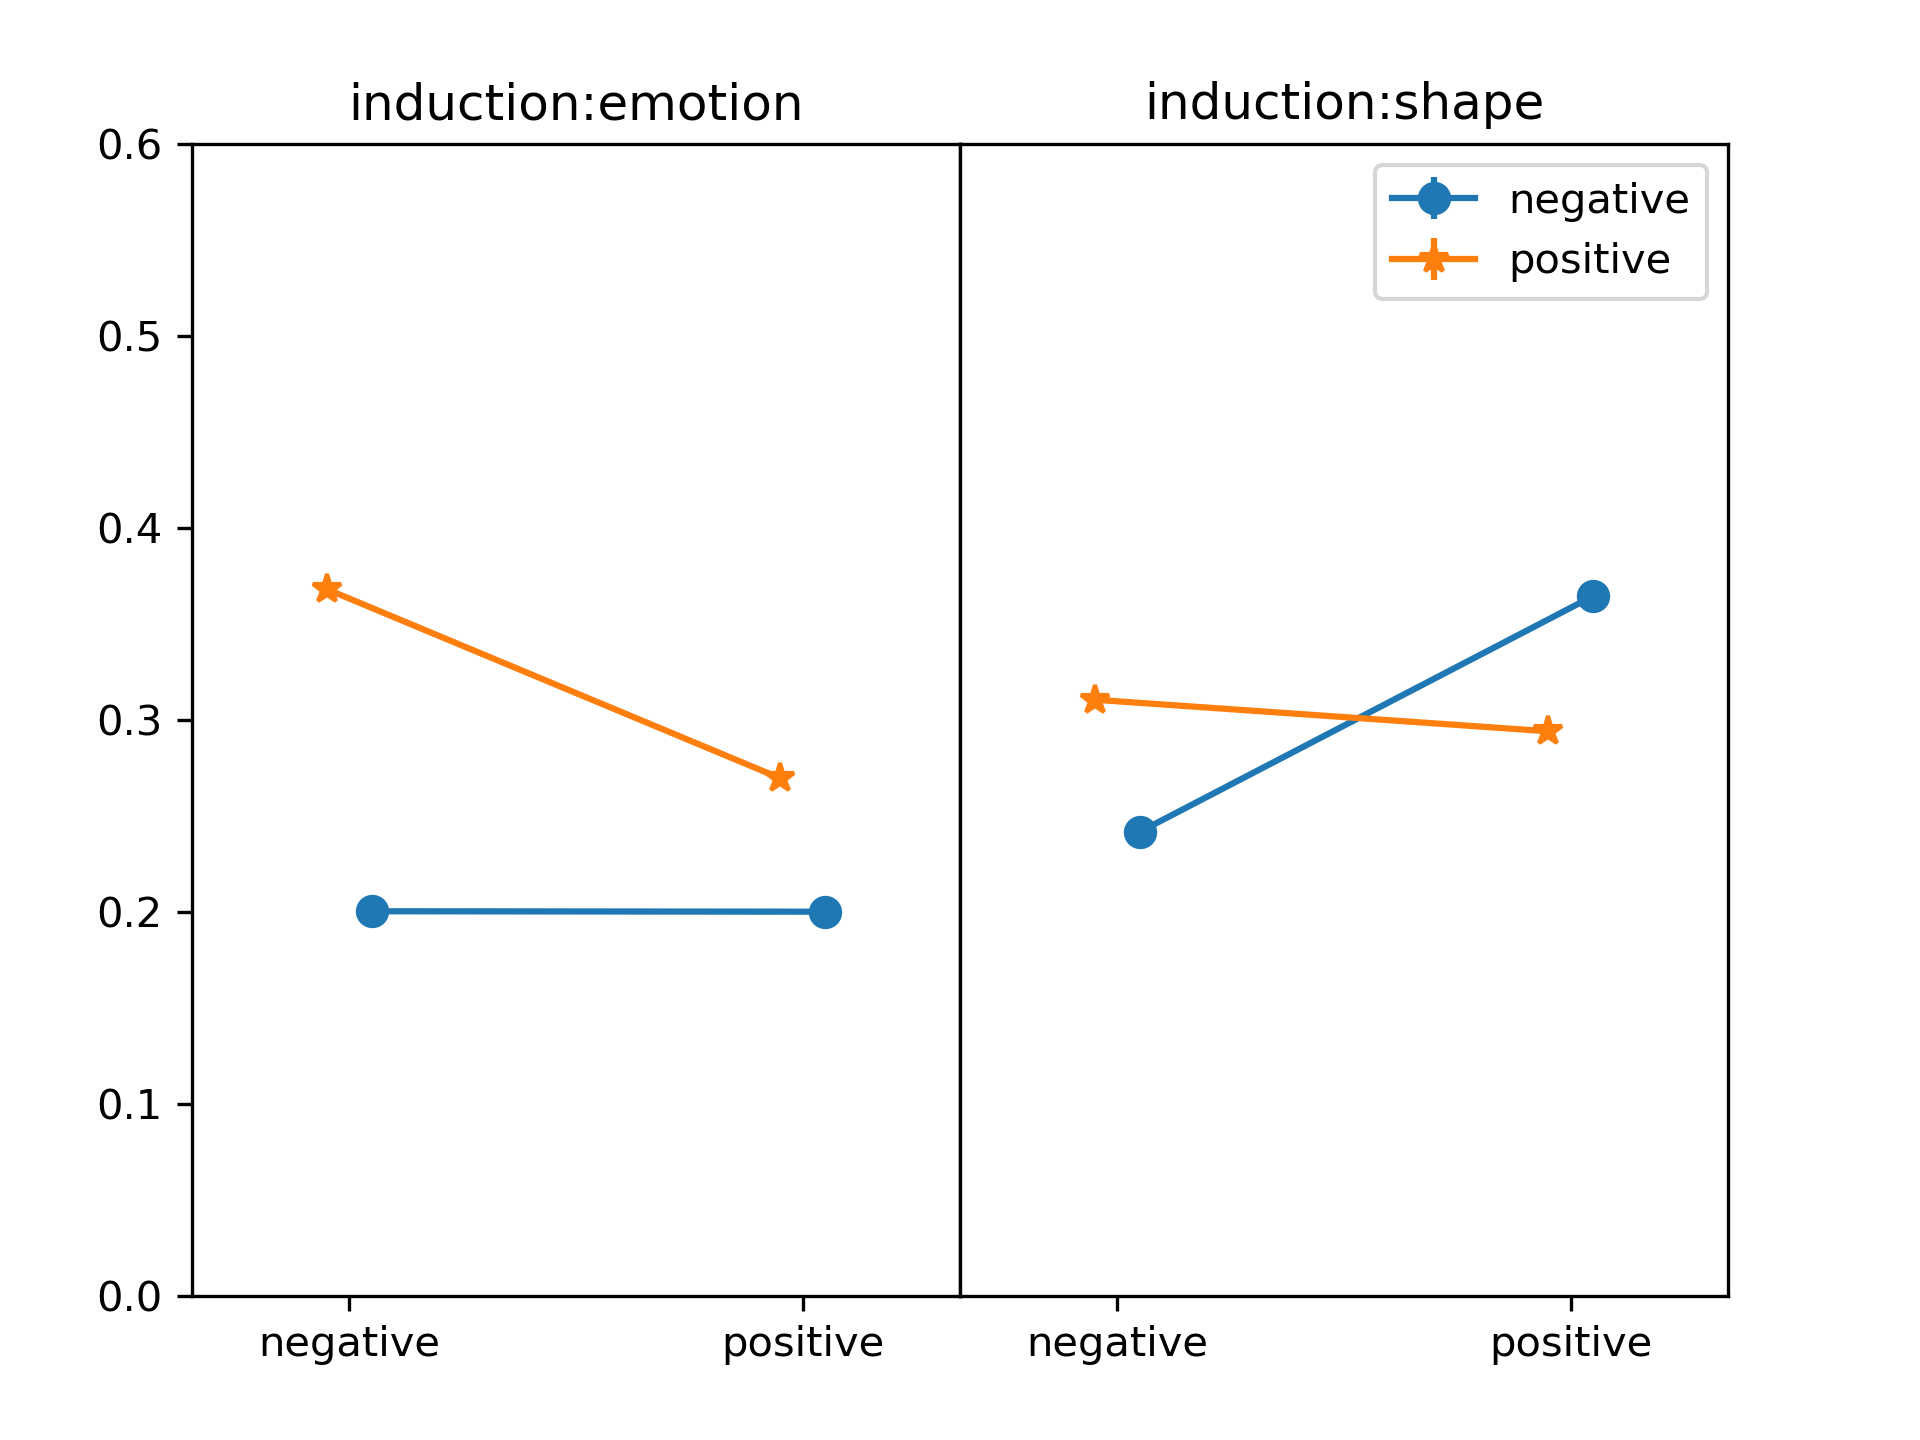 induction:emotion
induction:shape
0.6
0.5
0.4
0.3
0.2
0.1
0.0
negative
positive
negative
positive
negative
positive